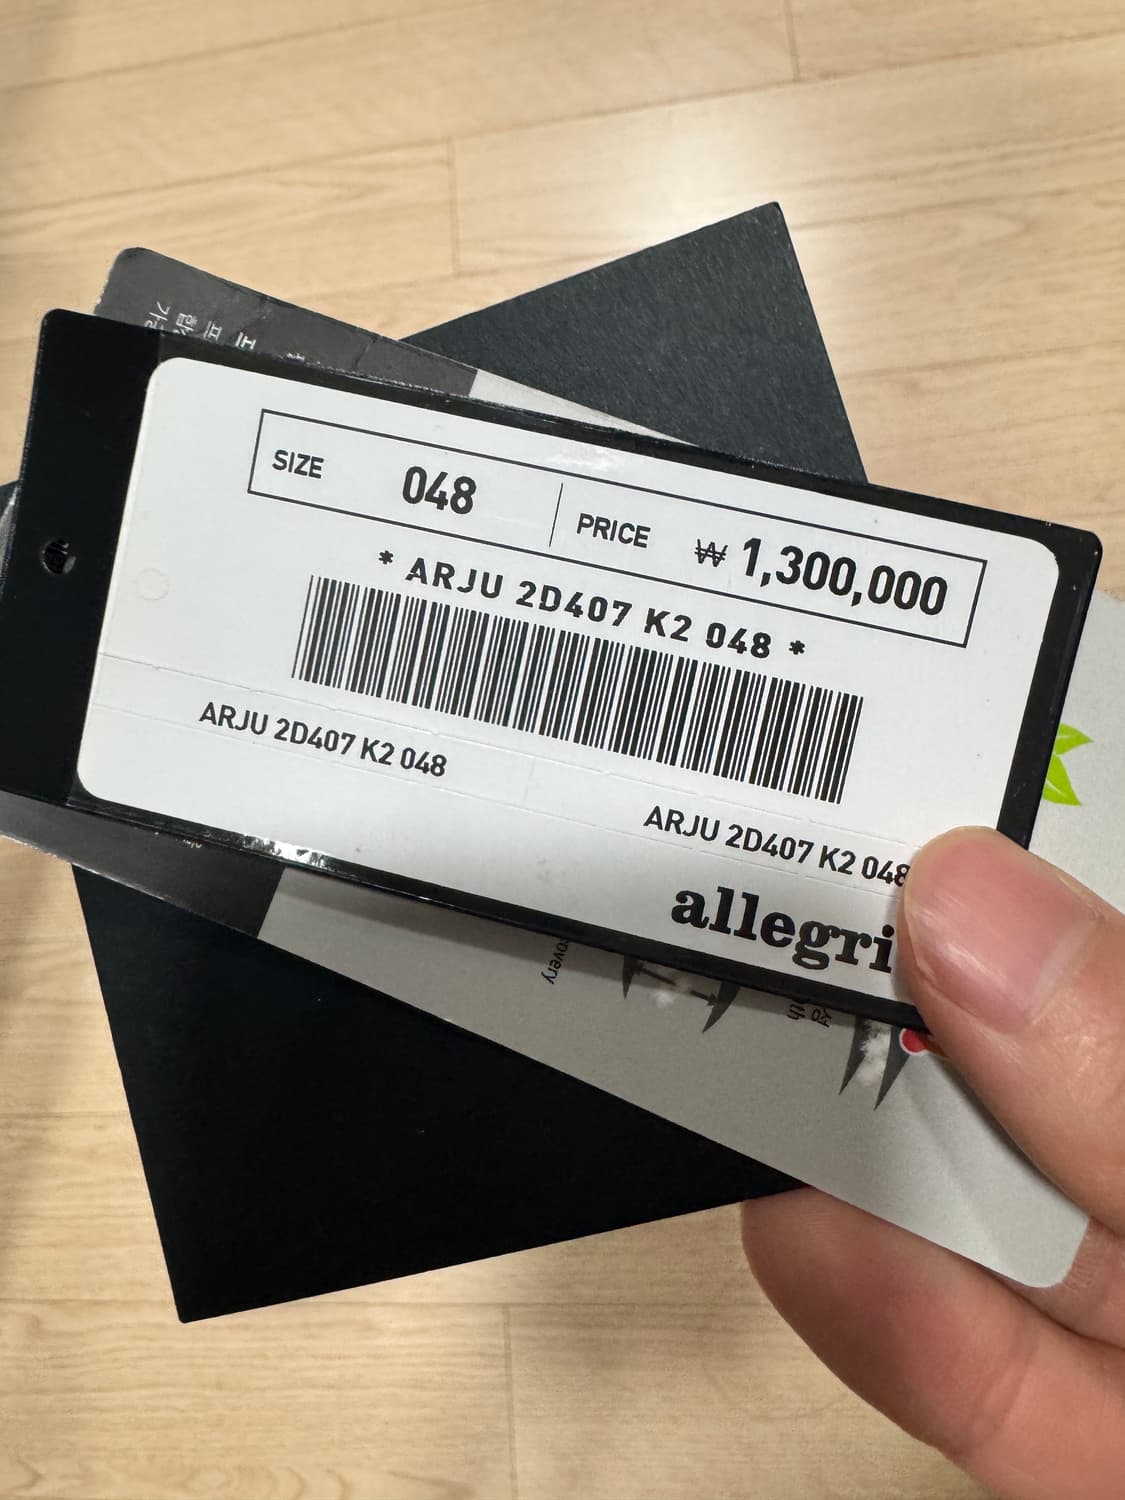 SIZE 048 PRICE ₩ 1,300,000
* ARJU 2D407 K2 048 *
ARJU 2D407 K2 048
ARJU 2D407 K2 048
allegri
overy